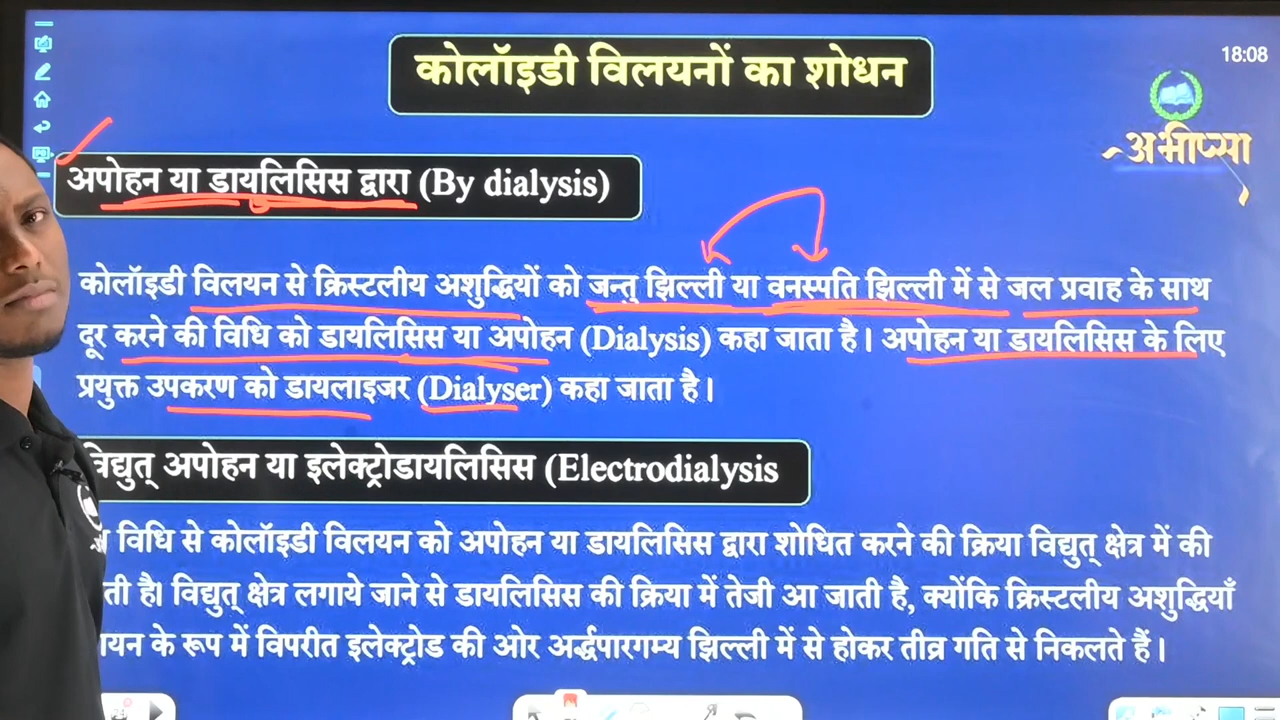 कोलॉइडी विलयनों का शोधन
18:08
अभीप्सा
अपोहन या डायलिसिस द्वारा (By dialysis)
कोलॉइडी विलयन से क्रिस्टलीय अशुद्धियों को जन्तु झिल्ली या वनस्पति झिल्ली में से जल प्रवाह के साथ
दूर करने की विधि को डायलिसिस या अपोहन (Dialysis) कहा जाता है। अपोहन या डायलिसिस के लिए
प्रयुक्त उपकरण को डायलाइजर (Dialyser) कहा जाता है।
विद्युत् अपोहन या इलेक्ट्रोडायलिसिस (Electrodialysis
विधि से कोलॉइडी विलयन को अपोहन या डायलिसिस द्वारा शोधित करने की क्रिया विद्युत् क्षेत्र में की
है। विद्युत् क्षेत्र लगाये जाने से डायलिसिस की क्रिया में तेजी आ जाती है, क्योंकि क्रिस्टलीय अशुद्धियाँ
के रूप में विपरीत इलेक्ट्रोड की ओर अर्द्धपारगम्य झिल्ली में से होकर तीव्र गति से निकलते हैं।